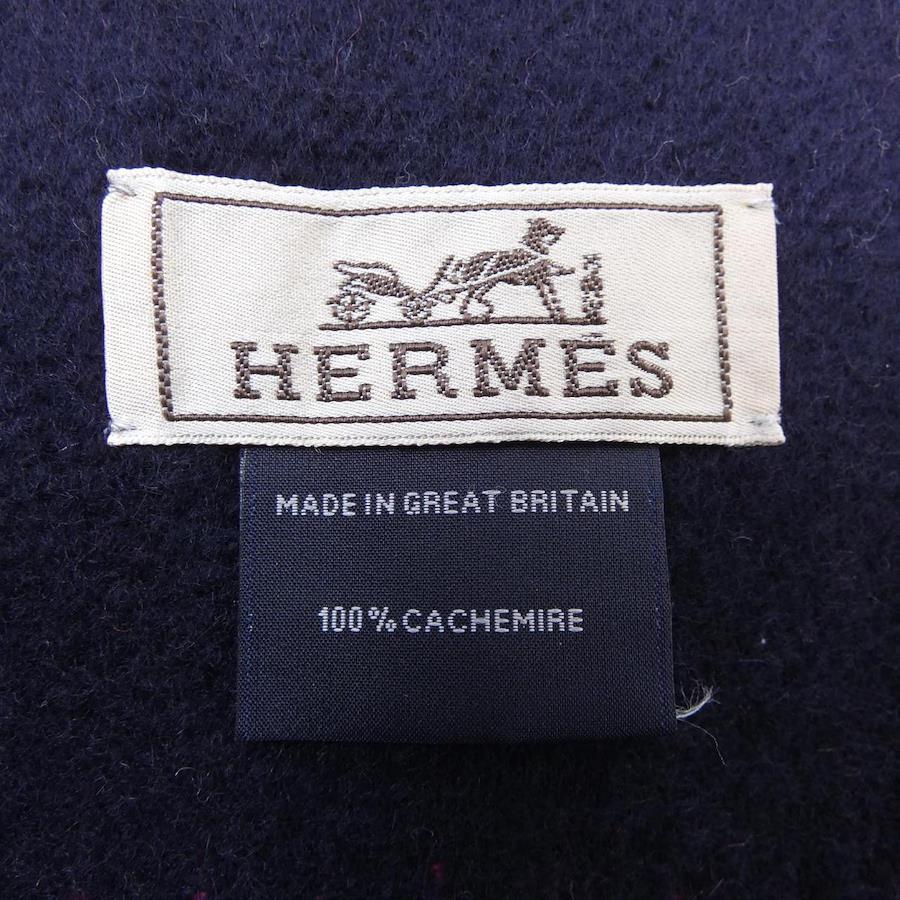 HERMÈS
MADE IN GREAT BRITAIN
100% CACHEMIRE